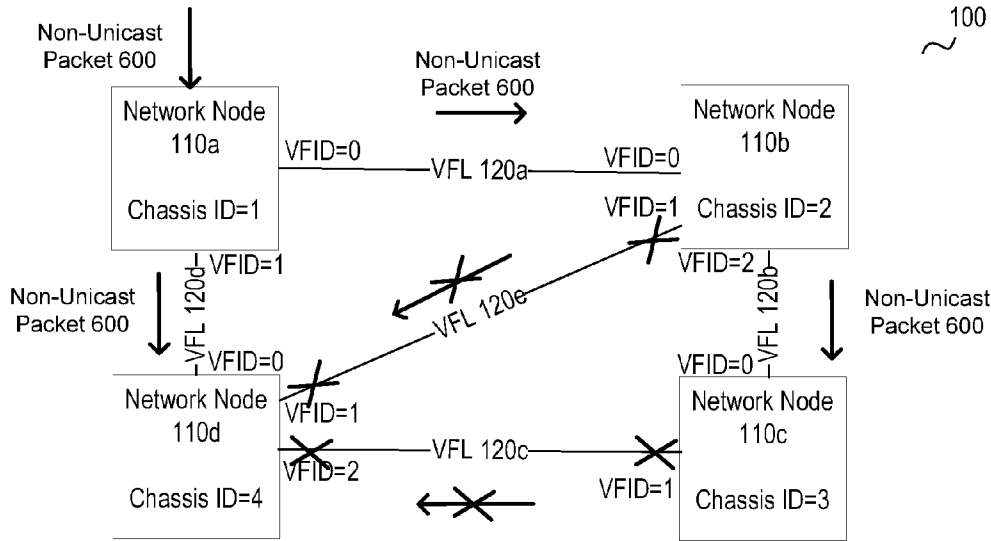 100
Non-Unicast
Packet 600
Non-Unicast
Packet 600
Network Node
110a
Chassis ID=1
VFID=0
VFL 120a
VFID=0
Network Node
110b
Chassis ID=2
VFID=1
VFID=1
VFL 120d
VFID=2
VFL 120b
VFL 120e
Non-Unicast
Packet 600
Non-Unicast
Packet 600
VFID=0
VFID=0
Network Node
110d
Chassis ID=4
VFID=1
VFID=2
VFL 120c
VFID=1
Network Node
110c
Chassis ID=3